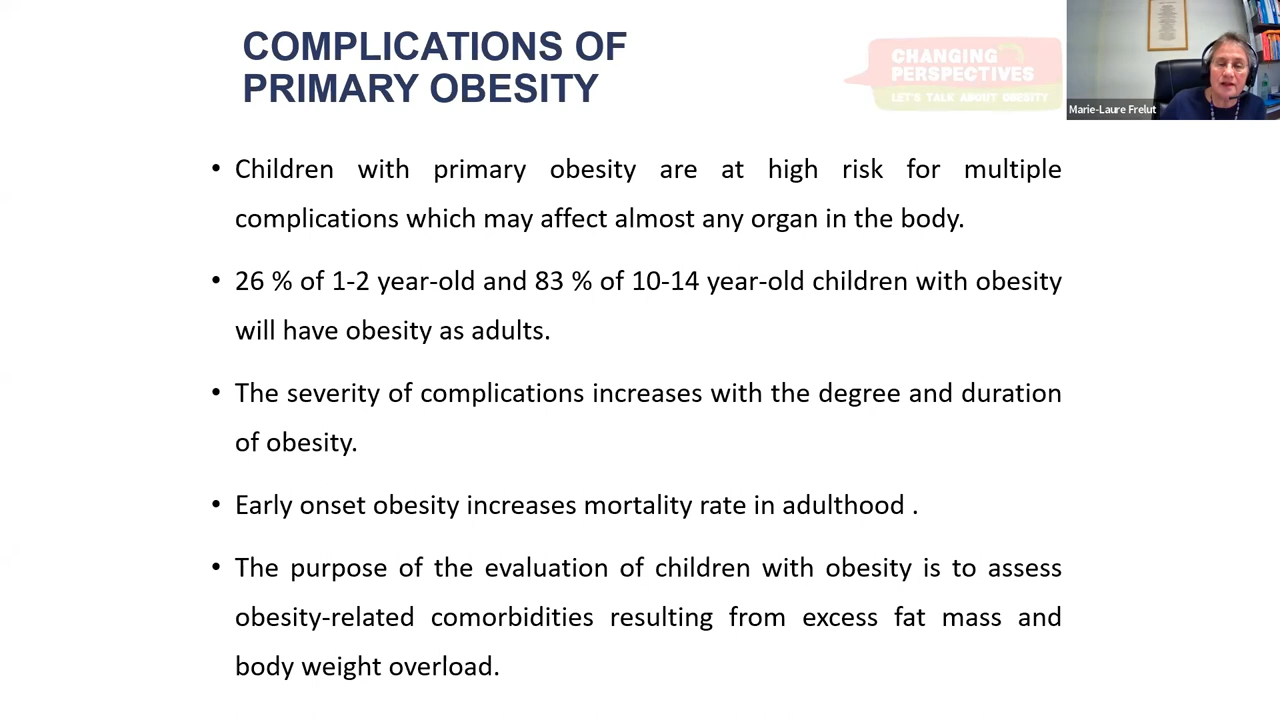 COMPLICATIONS OF
PRIMARY OBESITY
CHANGING
PERSPECTIVES
LET'S TALK ABOUT OBESITY
Marie-Laure Frelut
• Children with primary obesity are at high risk for multiple
complications which may affect almost any organ in the body.
• 26 % of 1-2 year-old and 83 % of 10-14 year-old children with obesity
will have obesity as adults.
• The severity of complications increases with the degree and duration
of obesity.
• Early onset obesity increases mortality rate in adulthood .
• The purpose of the evaluation of children with obesity is to assess
obesity-related comorbidities resulting from excess fat mass and
body weight overload.